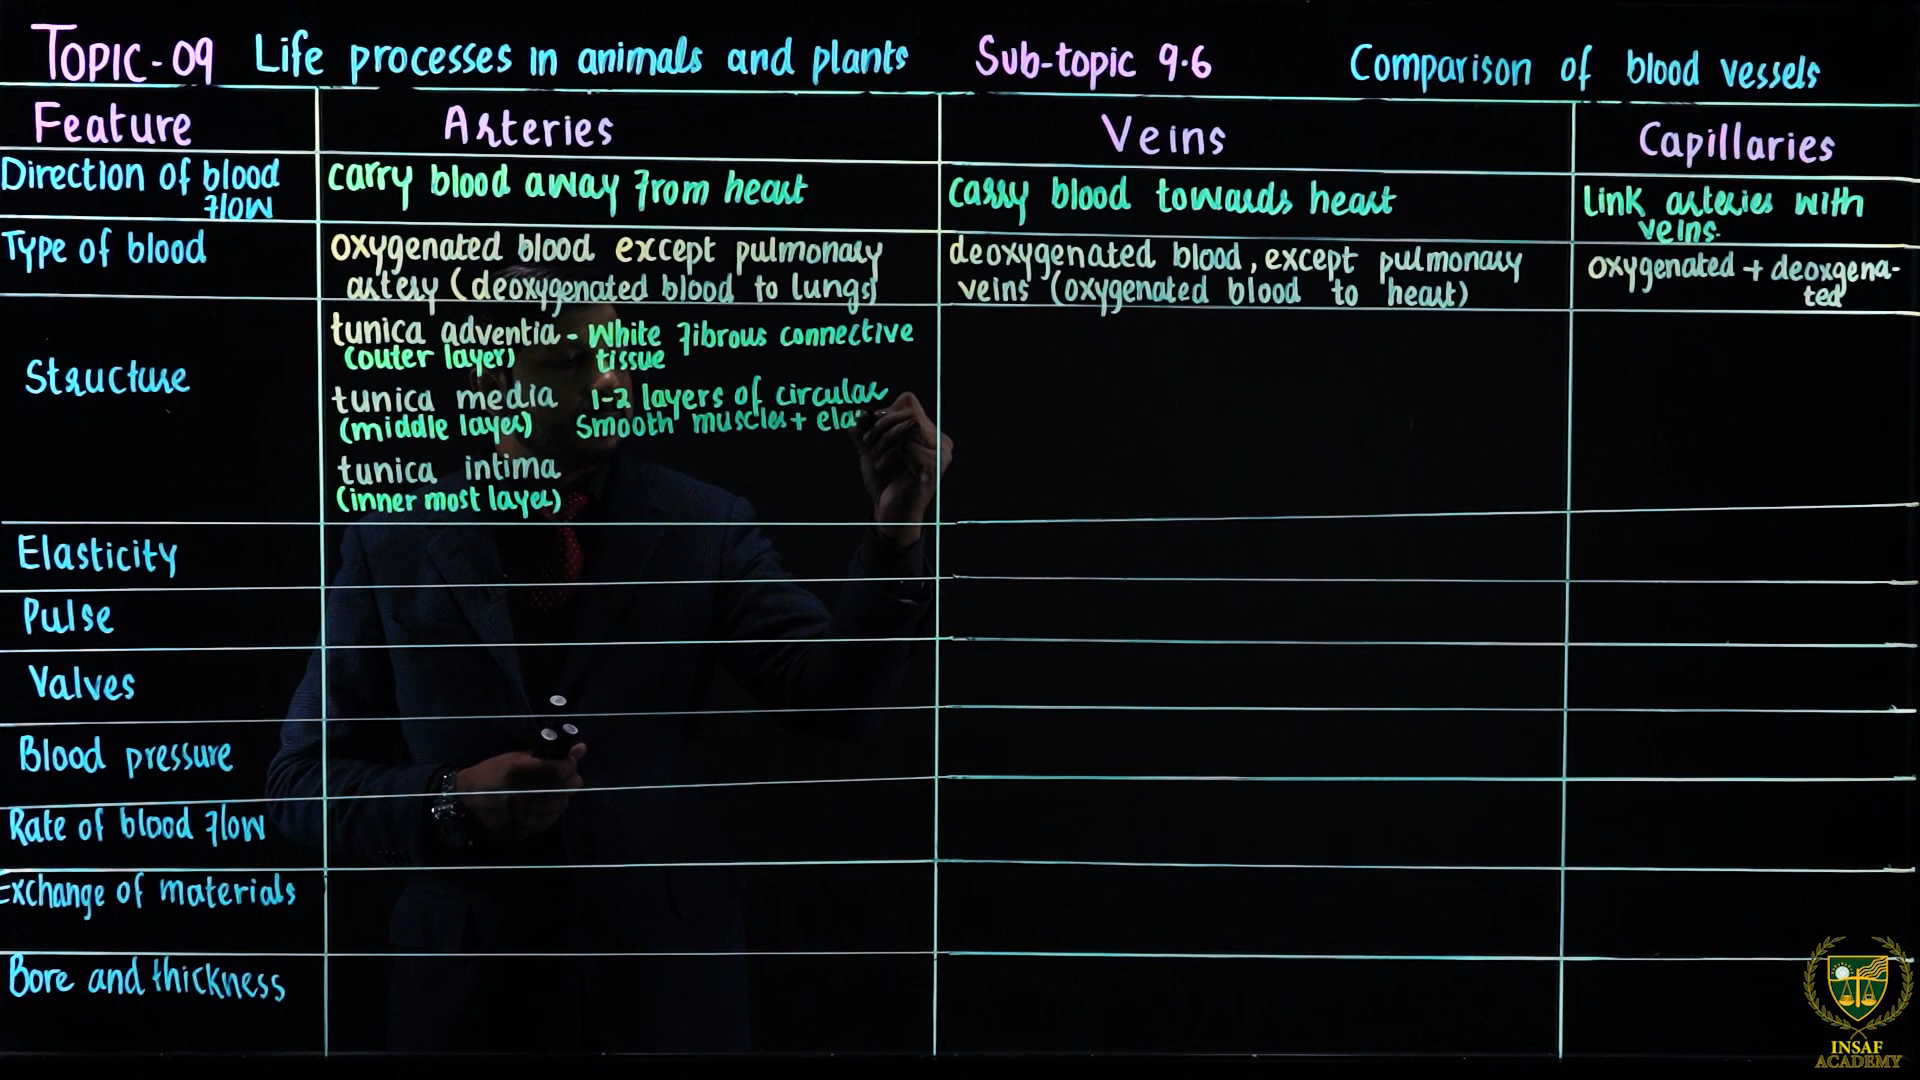 TOPIC-09 Life processes in animals and plants Sub-topic 9.6 Comparison of blood vessels
Feature Arteries Veins Capillaries
Direction of blood flow
carry blood away from heart
carry blood towards heart
Link arteries with
veins.
Type of blood
oxygenated blood except pulmonary
artery (deoxygenated blood to lungs)
deoxygenated blood, except pulmonary
veins (oxygenated blood to heart)
oxygenated + deoxgena-
ted
Structure
tunica adventia - White fibrous connective
(outer layer) tissue
tunica media 1-2 layers of circular
(middle layer) Smooth muscles + ela
tunica intima
(inner most layer)
Elasticity
Pulse
Valves
Blood pressure
Rate of blood flow
Exchange of materials
Bore and thickness
INSAF
ACADEMY